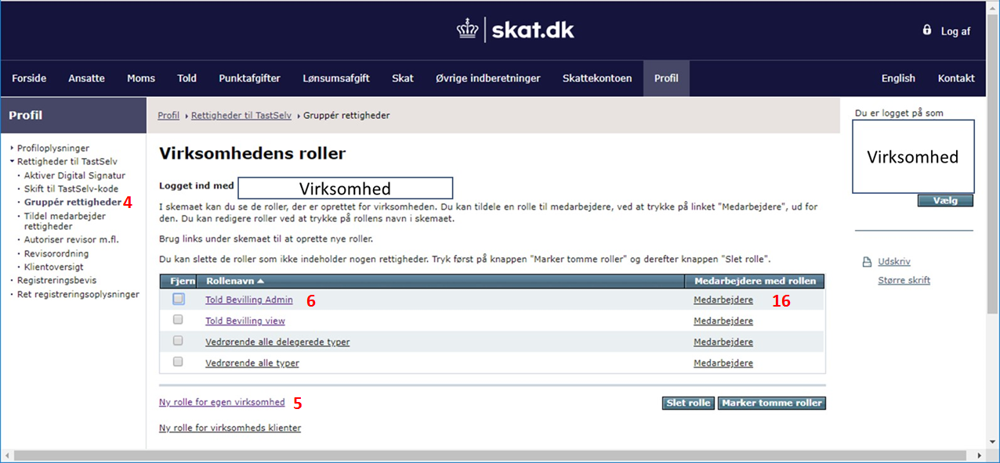 skat.dk
Log af
Forside Ansatte Moms Told Punktafgifter Lønsumsafgift Skat Øvrige indberetninger Skattekontoen Profil English Kontakt
Profil
Profiloplysninger
Rettigheder til TastSelv
Aktiver Digital Signatur
Skift til TastSelv-kode
Gruppér rettigheder 4
Tildel medarbejder
rettigheder
Autoriser revisor m.fl.
Revisorordning
Klientoversigt
Registreringsbevis
Ret registreringsoplysninger
Profil Rettigheder til TastSelv Gruppér rettigheder
Virksomhedens roller
Logget ind med Virksomhed
I skemaet kan du se de roller, der er oprettet for virksomheden. Du kan tildele en rolle til medarbejdere, ved at trykke på linket "Medarbejdere", ud for
den. Du kan redigere roller ved at trykke på rollens navn i skemaet.
Brug links under skemaet til at oprette nye roller.
Du kan slette de roller som ikke indeholder nogen rettigheder. Tryk først på knappen "Marker tomme roller" og derefter knappen "Slet rolle".
Fjern Rollenavn Medarbejdere med rollen
Told Bevilling Admin 6 Medarbejdere 16
Told Bevilling view Medarbejdere
Vedrørende alle delegerede typer Medarbejdere
Vedrørende alle typer Medarbejdere
Ny rolle for egen virksomhed 5 Slet rolle Marker tomme roller
Ny rolle for virksomheds klienter
Du er logget på som
Virksomhed
Vælg
Udskriv
Større skrift